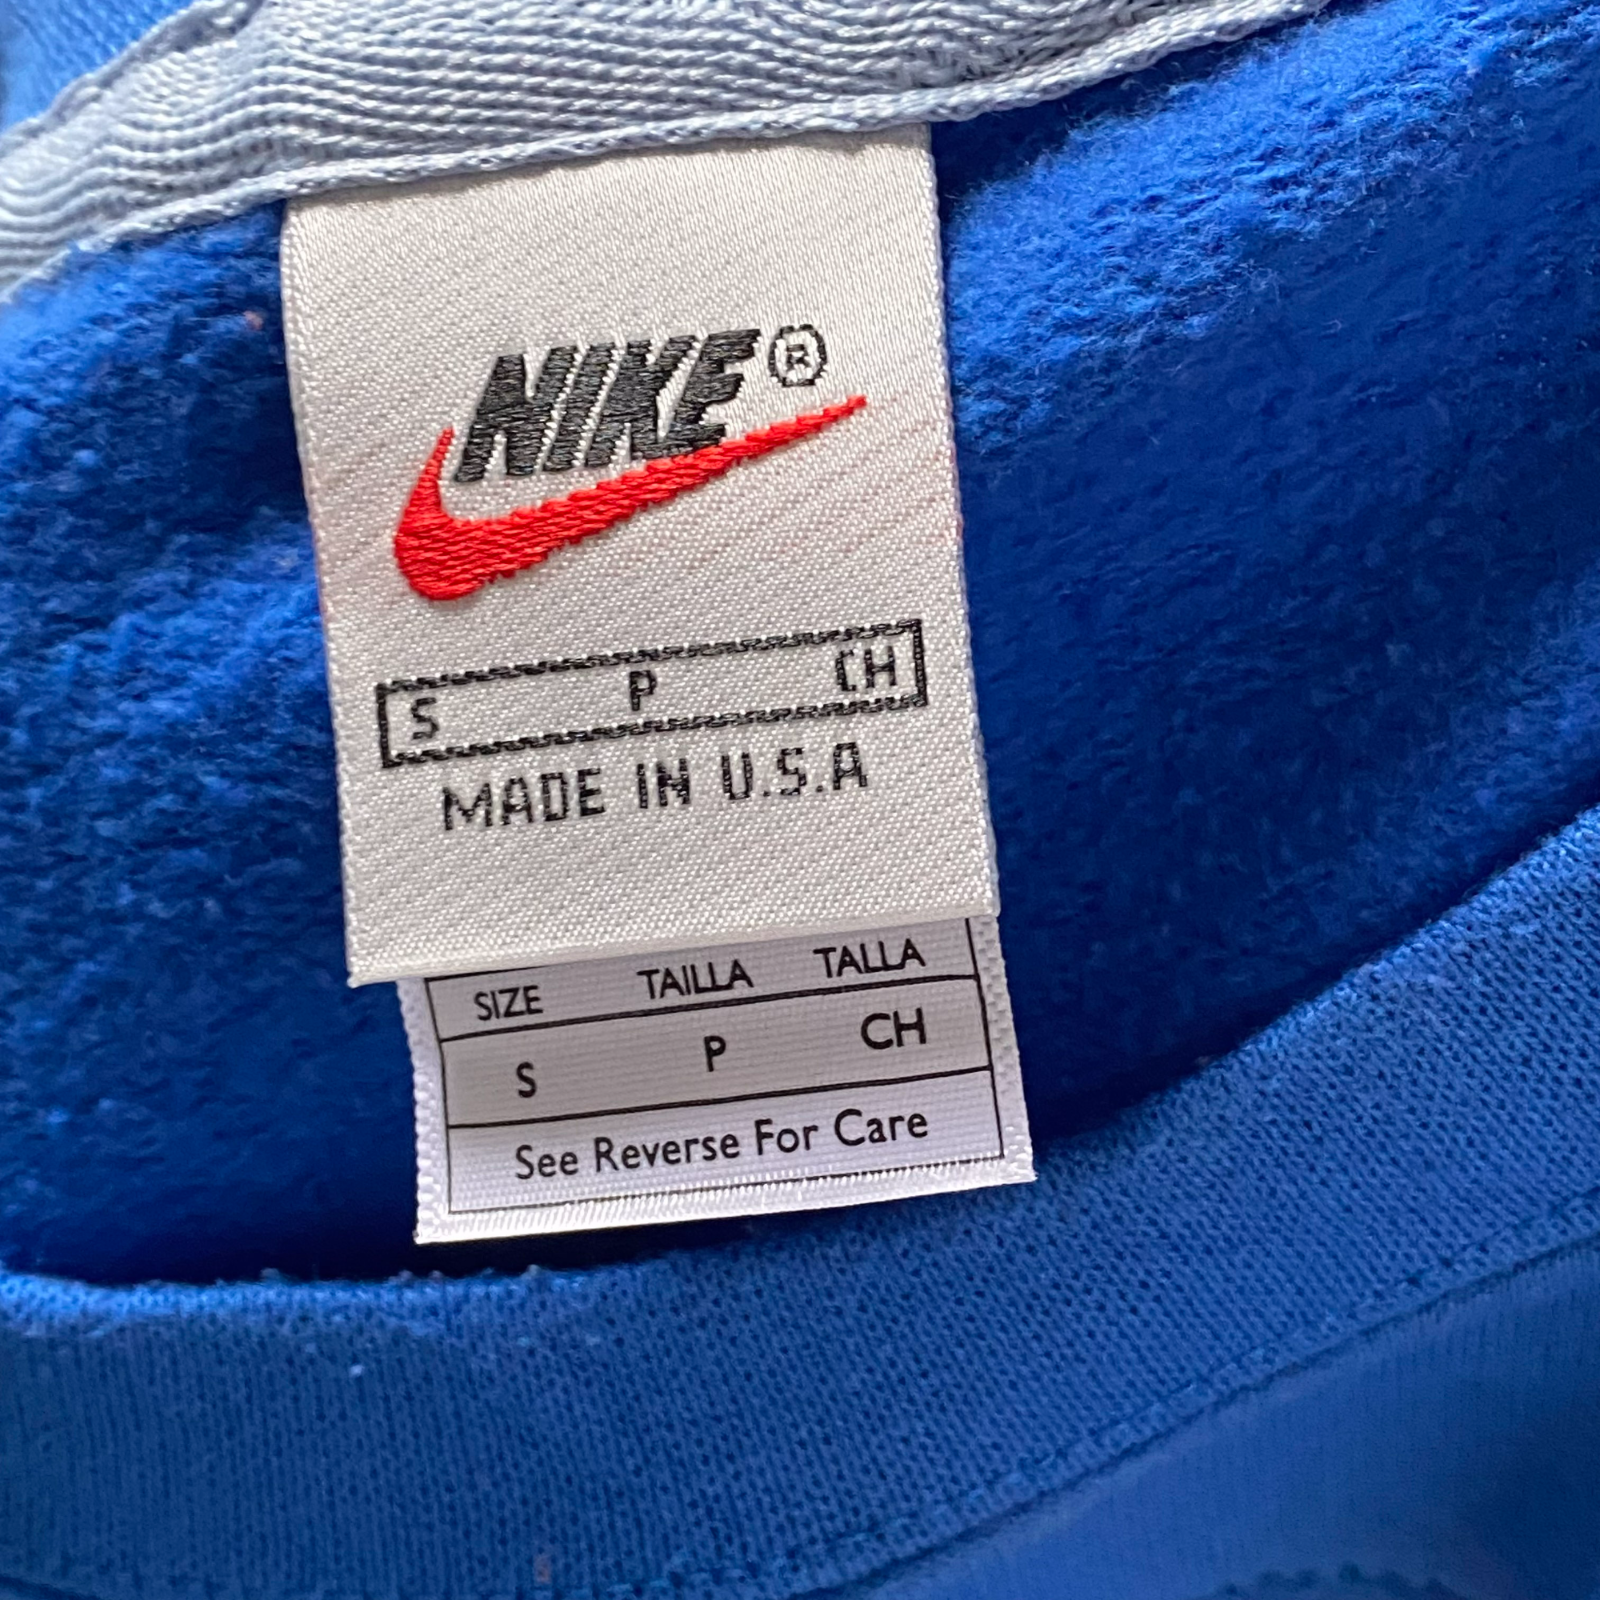 NIKE®
S P CH
MADE IN U.S.A
SIZE TAILLA TALLA
S P CH
See Reverse For Care